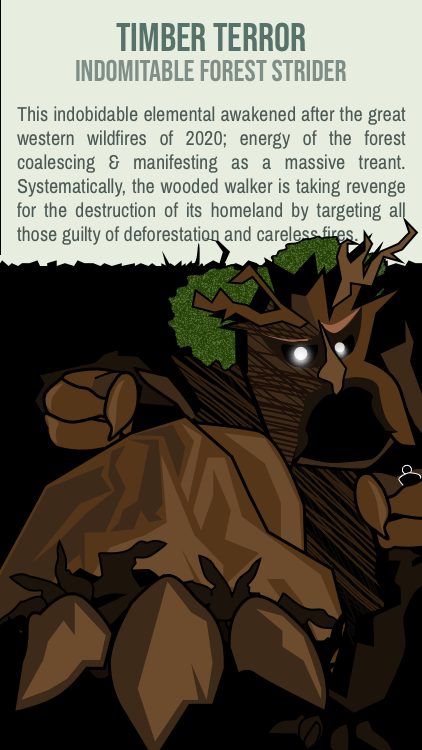 TIMBER TERROR
INDOMITABLE FOREST STRIDER
This indobidable elemental awakened after the great
western wildfires of 2020; energy of the forest
coalescing & manifesting as a massive treant.
Systematically, the wooded walker is taking revenge
for the destruction of its homeland by targeting all
those guilty of deforestation and careless fires.